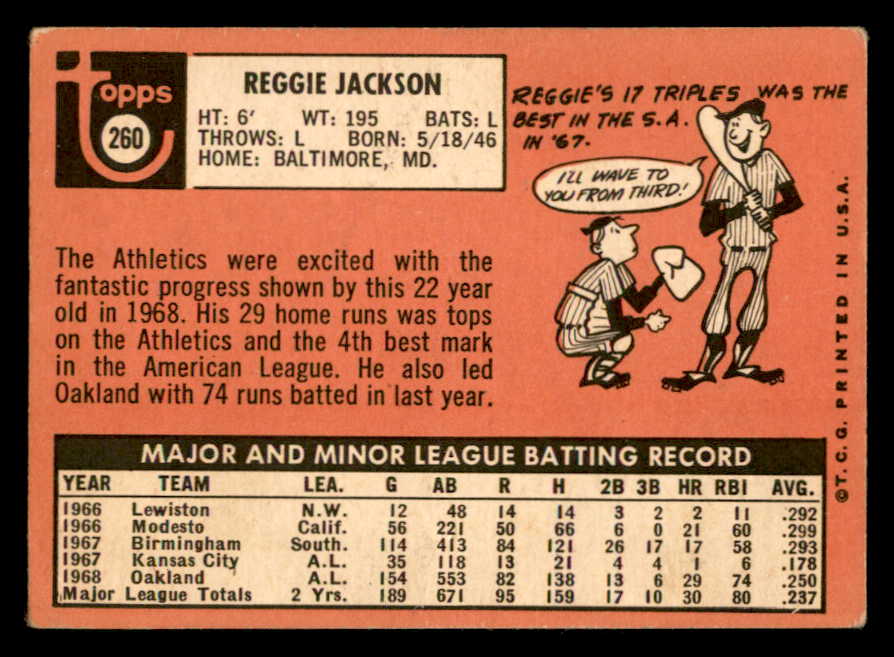 Topps
260
REGGIE JACKSON
HT: 6' WT: 195 BATS: L
THROWS: L BORN: 5/18/46
HOME: BALTIMORE, MD.
REGGIE'S 17 TRIPLES WAS THE
BEST IN THE S.A.
IN '67.
I'LL WAVE TO
YOU FROM THIRD!
The Athletics were excited with the
fantastic progress shown by this 22 year
old in 1968. His 29 home runs was tops
on the Athletics and the 4th best mark
in the American League. He also led
Oakland with 74 runs batted in last year.
MAJOR AND MINOR LEAGUE BATTING RECORD
YEAR TEAM LEA. G AB R H 2B 3B HR RBI AVG.
1966 Lewiston N.W. 12 48 14 14 3 2 2 11 .292
1966 Modesto Calif. 56 221 50 66 6 0 21 60 .299
1967 Birmingham South. 114 413 84 121 26 17 17 58 .293
1967 Kansas City A.L. 35 118 13 21 4 4 1 6 .178
1968 Oakland A.L. 154 553 82 138 13 6 29 74 .250
Major League Totals 2 Yrs. 189 671 95 159 17 10 30 80 .237
©T.C.G. PRINTED IN U.S.A.